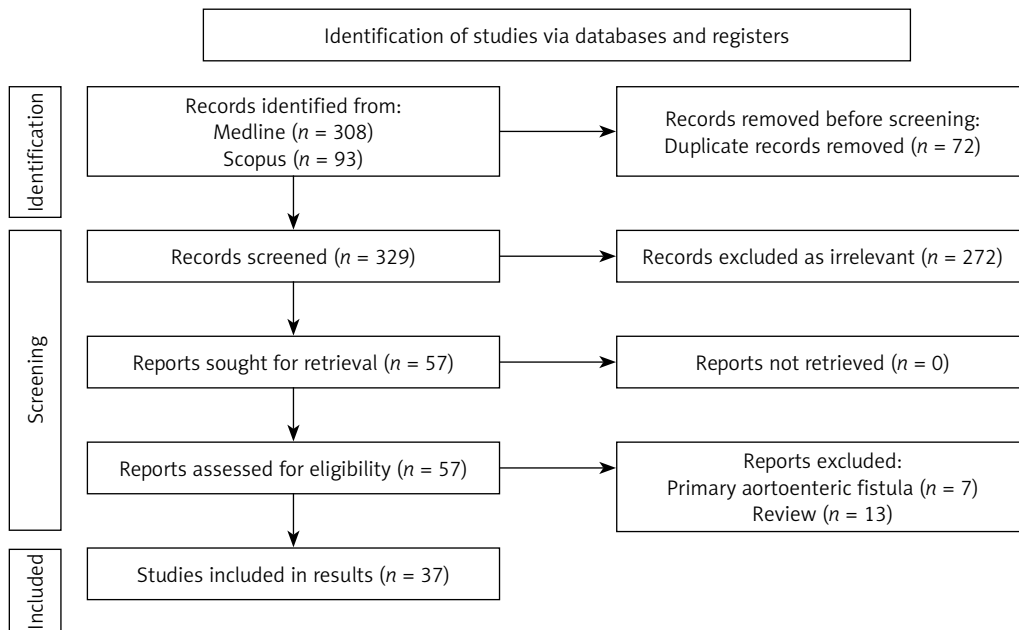 Identification of studies via databases and registers
Identification
Records identified from:
Medline (n = 308)
Scopus (n = 93)
Records removed before screening:
Duplicate records removed (n = 72)
Screening
Records screened (n = 329)
Records excluded as irrelevant (n = 272)
Reports sought for retrieval (n = 57)
Reports not retrieved (n = 0)
Reports assessed for eligibility (n = 57)
Reports excluded:
Primary aortoenteric fistula (n = 7)
Review (n = 13)
Included
Studies included in results (n = 37)